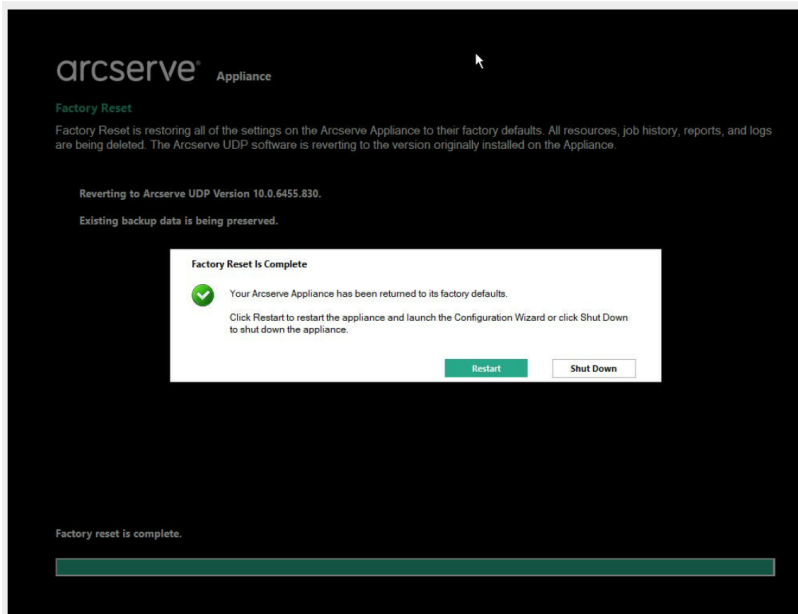 arcserve® Appliance
Factory Reset
Factory Reset is restoring all of the settings on the Arcserve Appliance to their factory defaults. All resources, job history, reports, and logs
are being deleted. The Arcserve UDP software is reverting to the version originally installed on the Appliance.
Reverting to Arcserve UDP Version 10.0.6455.830.
Existing backup data is being preserved.
Factory Reset Is Complete
Your Arcserve Appliance has been returned to its factory defaults.
Click Restart to restart the appliance and launch the Configuration Wizard or click Shut Down
to shut down the appliance.
Restart Shut Down
Factory reset is complete.